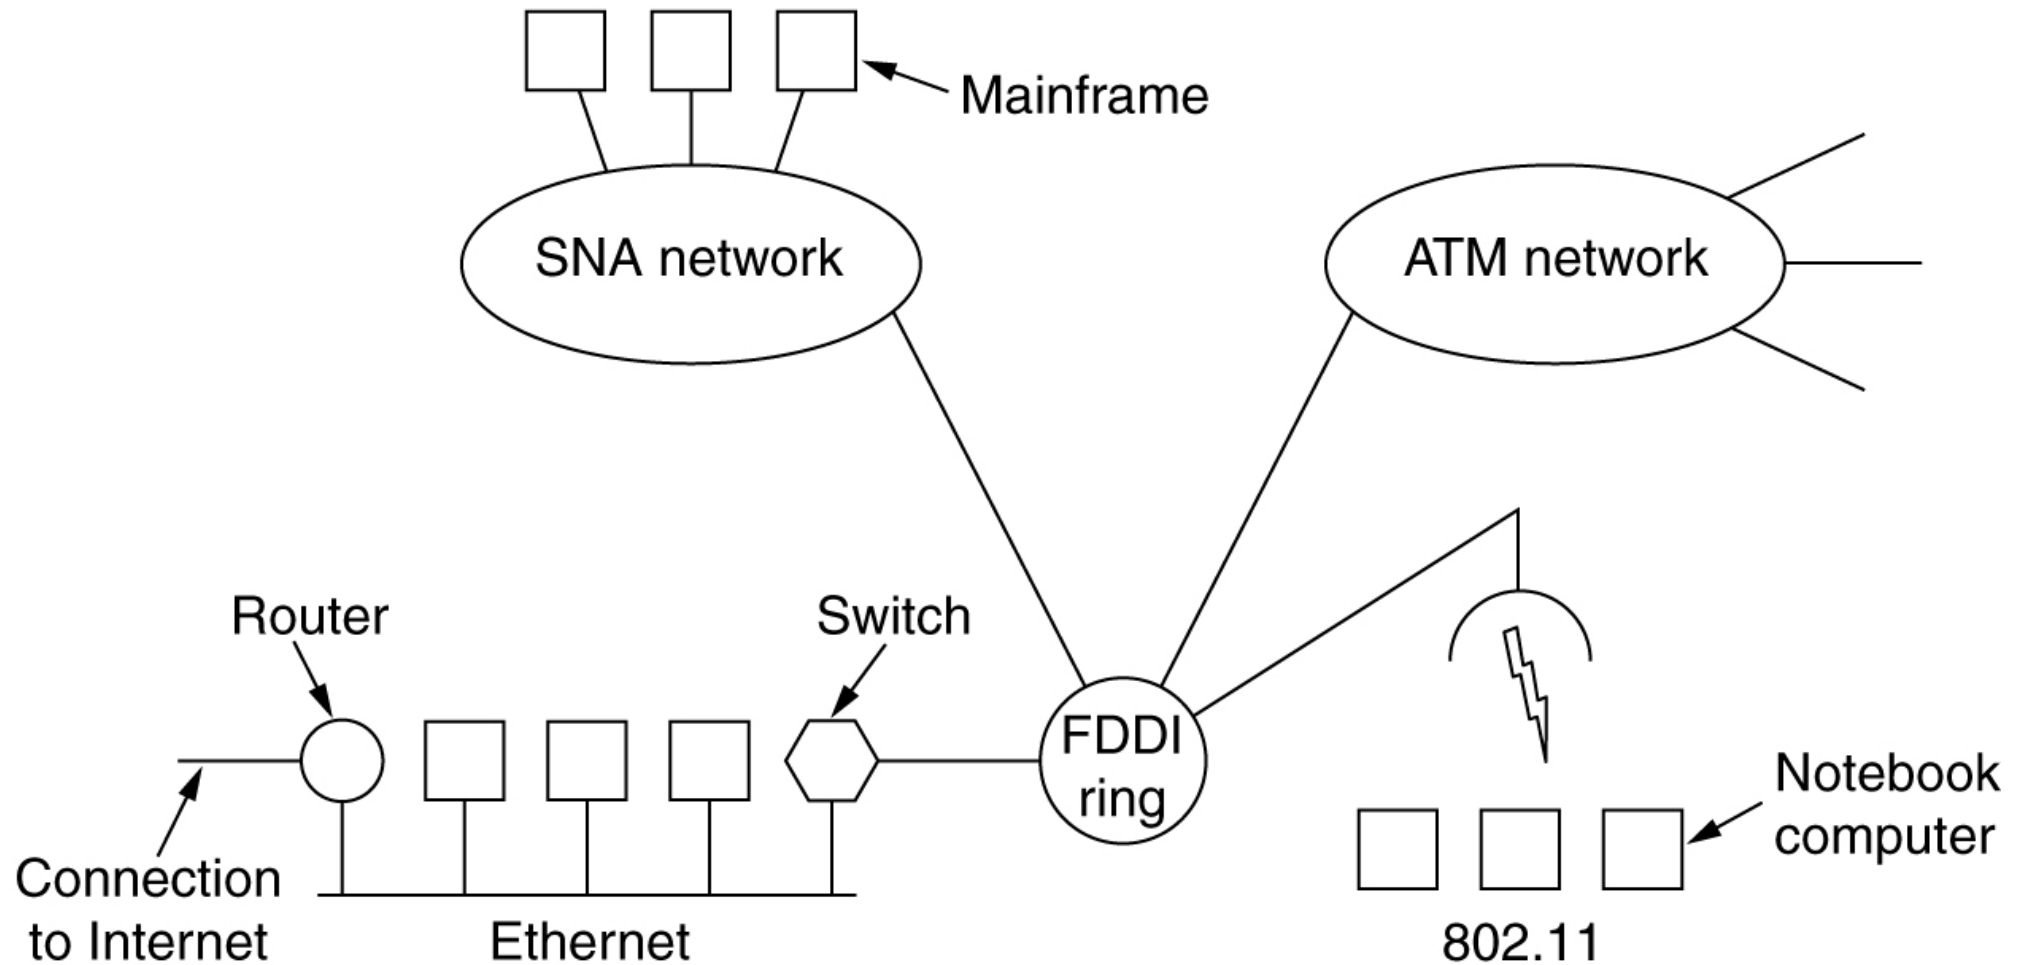 Mainframe
SNA network
ATM network
Router
Switch
FDDI
ring
Notebook
computer
Connection
to Internet
Ethernet
802.11